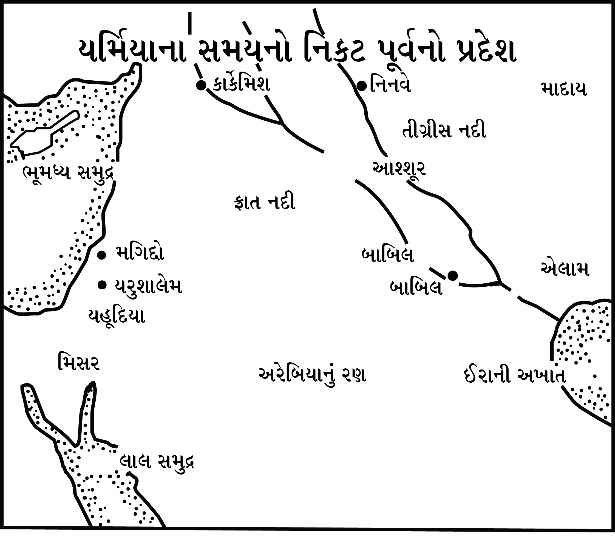 યર્મિયાના સમયનો નિકટ પૂર્વનો પ્રદેશ
કાર્કેમિશ
નિનવે
માદાય
તીગ્રીસ નદી
આશ્શૂર
ભૂમધ્ય સમુદ્ર
ફ્રાત નદી
મગિદ્દો
બાબિલ
એલામ
યરુશાલેમ
બાબિલ
યહૂદિયા
મિસર
અરેબિયાનું રણ
ઈરાની અખાત
લાલ સમુદ્ર